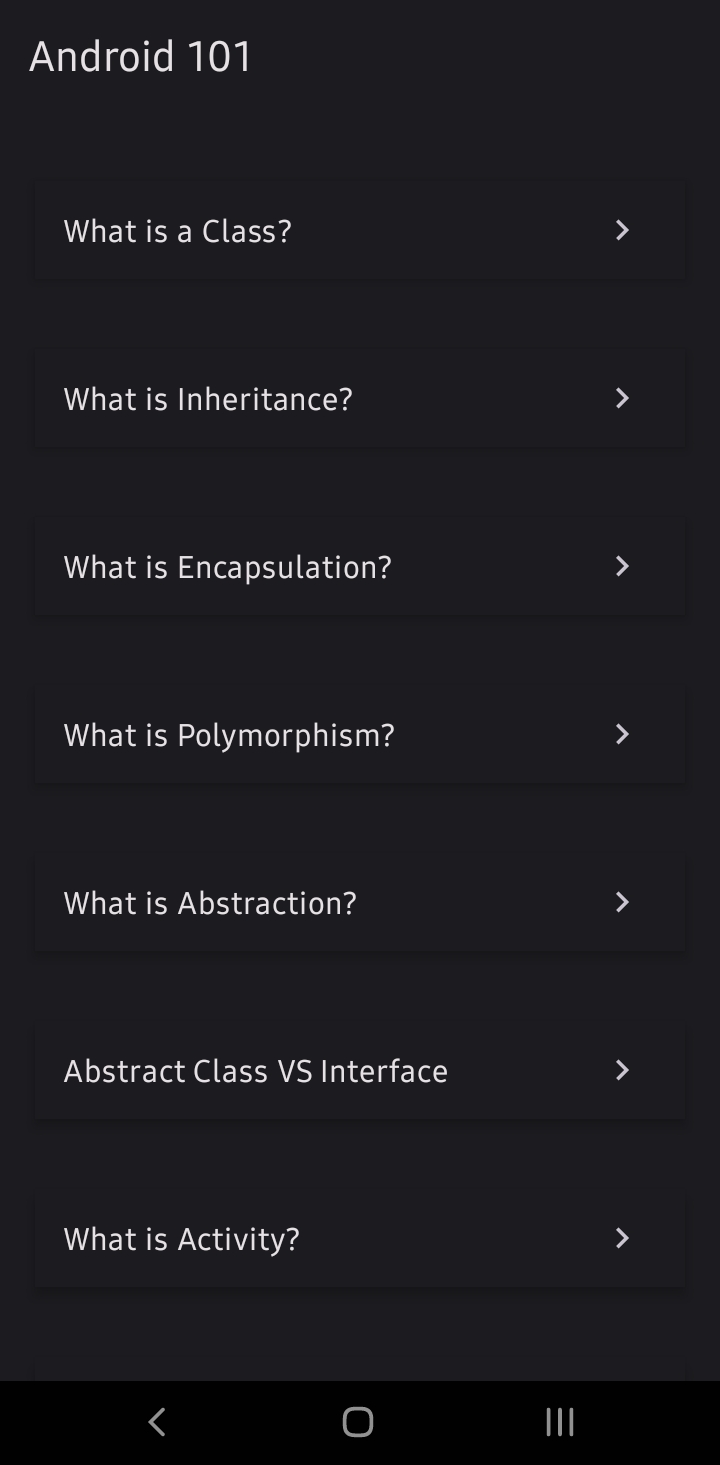 Android 101
What is a Class?
What is Inheritance?
What is Encapsulation?
What is Polymorphism?
What is Abstraction?
Abstract Class VS Interface
What is Activity?